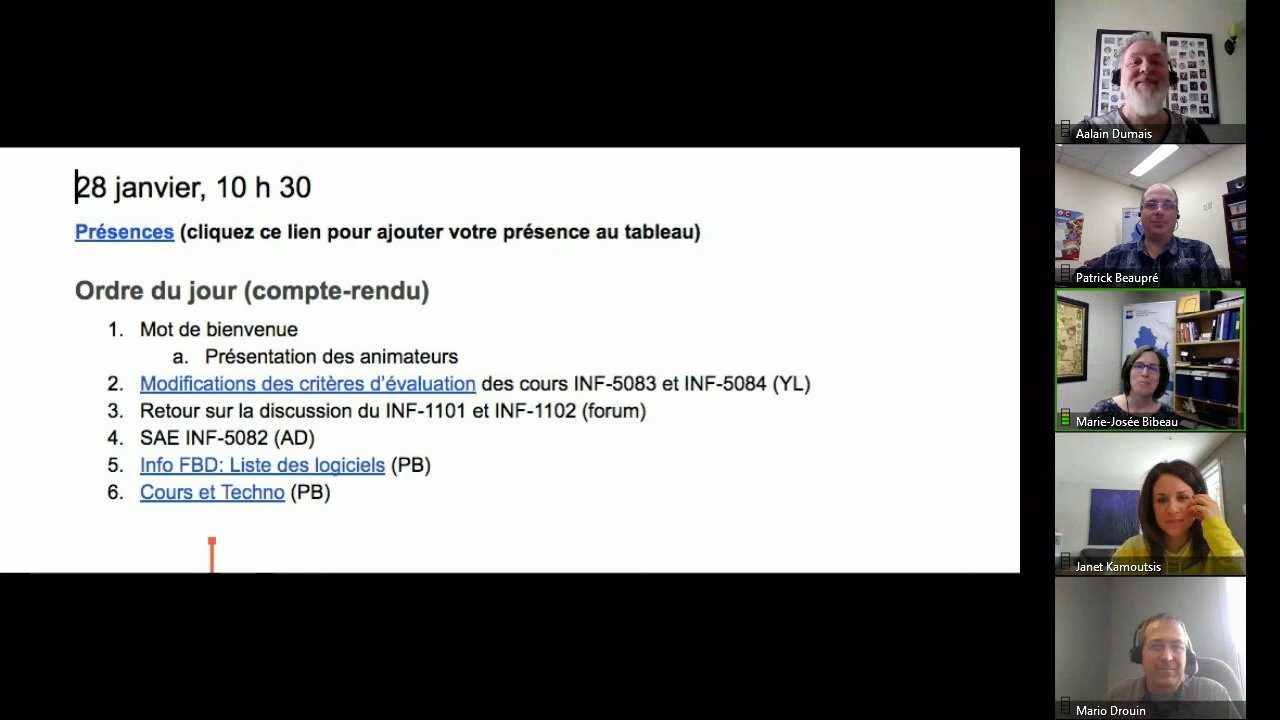 28 janvier, 10 h 30
Présences (cliquez ce lien pour ajouter votre présence au tableau)
Ordre du jour (compte-rendu)
1. Mot de bienvenue
a. Présentation des animateurs
2. Modifications des critères d'évaluation des cours INF-5083 et INF-5084 (YL)
3. Retour sur la discussion du INF-1101 et INF-1102 (forum)
4. SAE INF-5082 (AD)
5. Info FBD: Liste des logiciels (PB)
6. Cours et Techno (PB)
Aalain Dumais
Patrick Beaupré
Marie-Josée Bibeau
Janet Kamoutsis
Mario Drouin